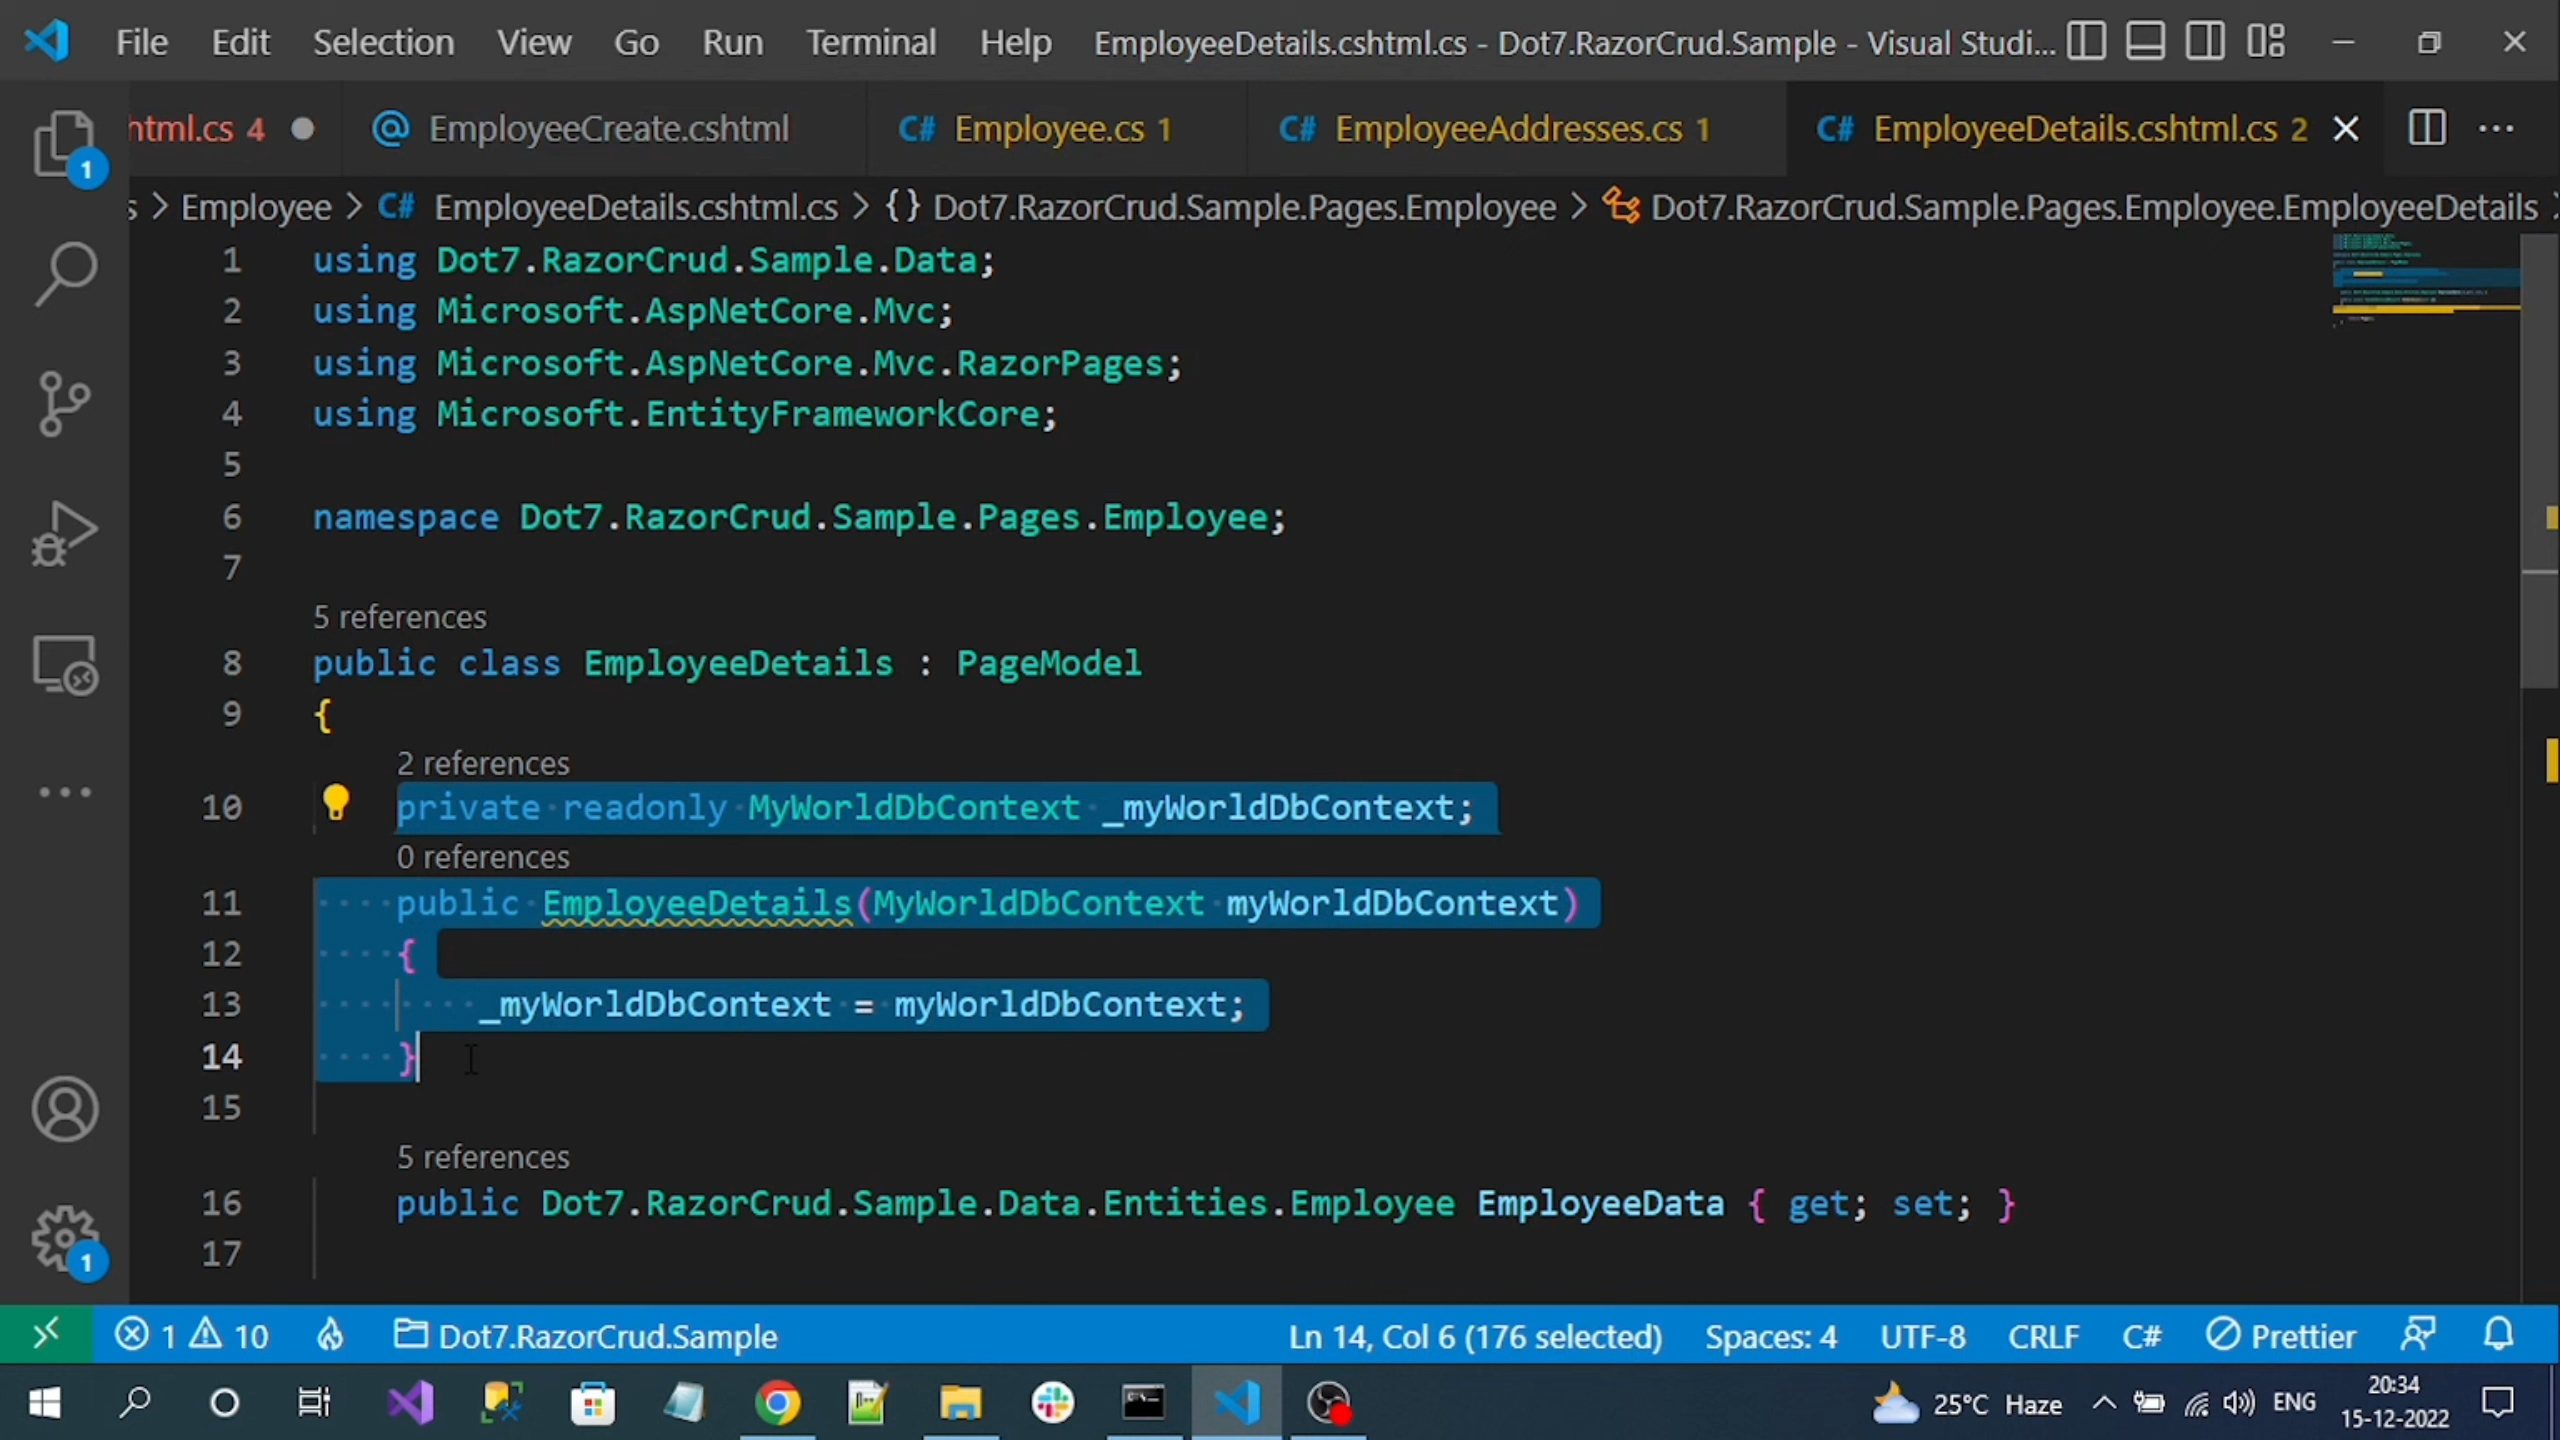 File Edit Selection View Go Run Terminal Help EmployeeDetails.cshtml.cs - Dot7.RazorCrud.Sample - Visual Studi...
html.cs 4 EmployeeCreate.cshtml C# Employee.cs 1 C# EmployeeAddresses.cs 1 C# EmployeeDetails.cshtml.cs 2
s > Employee > C# EmployeeDetails.cshtml.cs > {} Dot7.RazorCrud.Sample.Pages.Employee > Dot7.RazorCrud.Sample.Pages.Employee.EmployeeDetails
1 using Dot7.RazorCrud.Sample.Data;
2 using Microsoft.AspNetCore.Mvc;
3 using Microsoft.AspNetCore.Mvc.RazorPages;
4 using Microsoft.EntityFrameworkCore;
5
6 namespace Dot7.RazorCrud.Sample.Pages.Employee;
7
5 references
8 public class EmployeeDetails : PageModel
9 {
2 references
10 private readonly MyWorldDbContext _myWorldDbContext;
0 references
11 public EmployeeDetails(MyWorldDbContext myWorldDbContext)
12 {
13 _myWorldDbContext = myWorldDbContext;
14 }
15
5 references
16 public Dot7.RazorCrud.Sample.Data.Entities.Employee EmployeeData { get; set; }
17
1
1
1 10 Dot7.RazorCrud.Sample Ln 14, Col 6 (176 selected) Spaces: 4 UTF-8 CRLF C# Prettier
25°C Haze ENG 20:34
15-12-2022